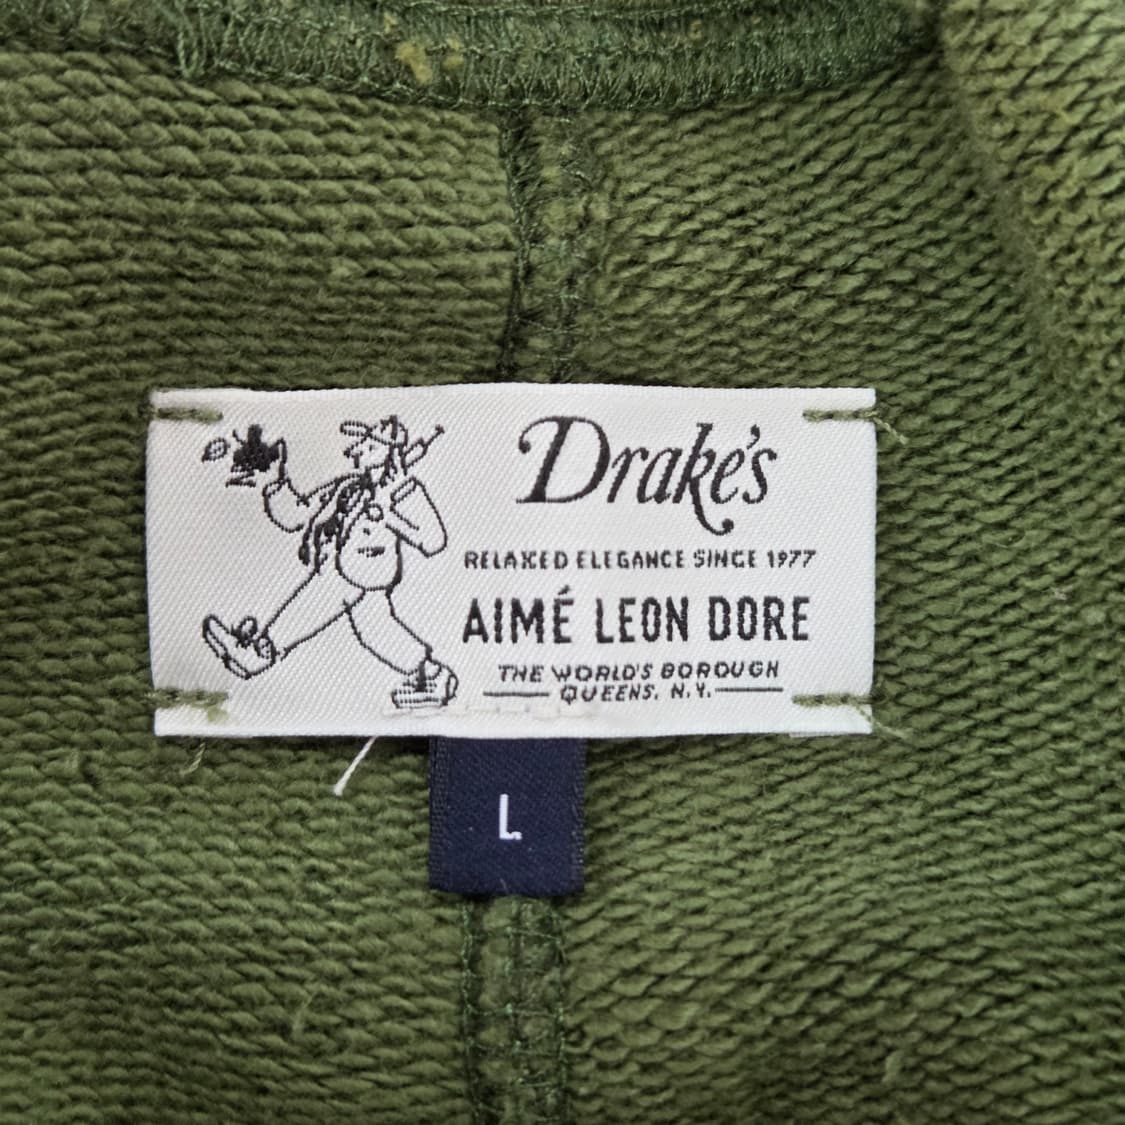 Drake's
RELAXED ELEGANCE SINCE 1977
AIMÉ LEON DORE
THE WORLD'S BOROUGH
QUEENS, N.Y.
L